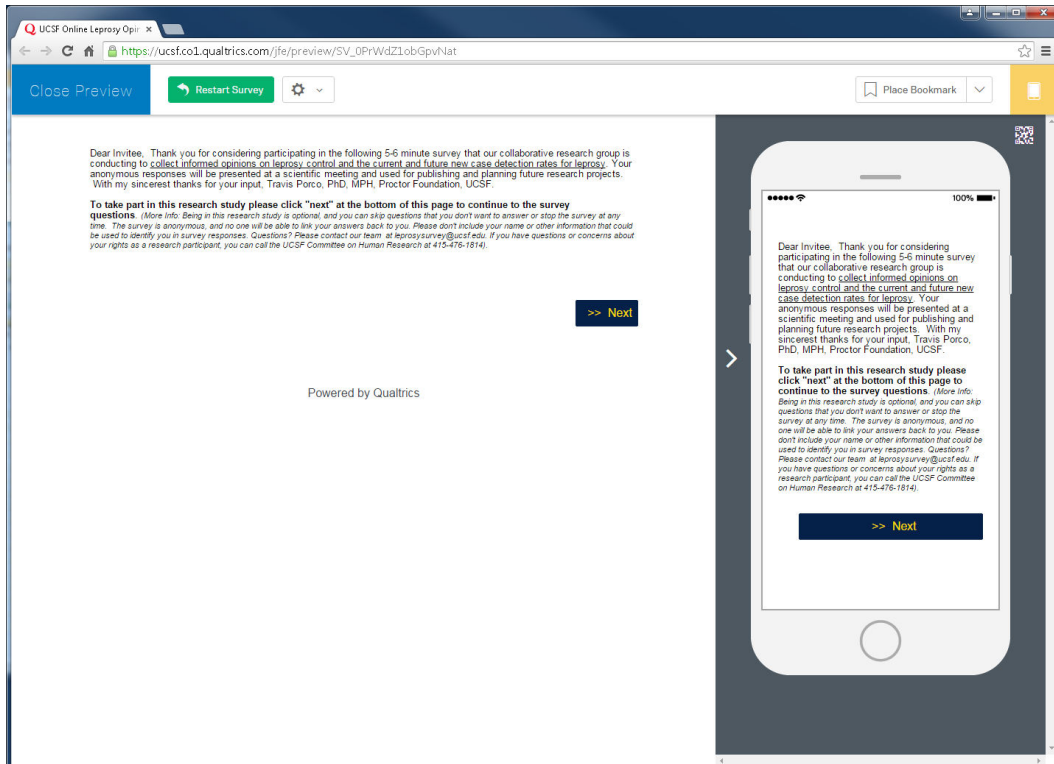 UCSF Online Leprosy Opin
https://ucsf.co1.qualtrics.com/jfe/preview/SV_0PrWdZ1obGpvNat
Close Preview
Restart Survey
Place Bookmark
Dear Invitee,  Thank you for considering participating in the following 5-6 minute survey that our collaborative research group is
conducting to collect informed opinions on leprosy control and the current and future new case detection rates for leprosy. Your
anonymous responses will be presented at a scientific meeting and used for publishing and planning future research projects.
With my sincerest thanks for your input, Travis Porco, PhD, MPH, Proctor Foundation, UCSF.
To take part in this research study please click "next" at the bottom of this page to continue to the survey
questions. (More Info: Being in this research study is optional, and you can skip questions that you don't want to answer or stop the survey at any
time.  The survey is anonymous, and no one will be able to link your answers back to you. Please don't include your name or other information that could
be used to identify you in survey responses. Questions? Please contact our team  at leprosysurvey@ucsf.edu. If you have questions or concerns about
your rights as a research participant, you can call the UCSF Committee on Human Research at 415-476-1814).
>> Next
Powered by Qualtrics
100%
Dear Invitee,  Thank you for considering
participating in the following 5-6 minute survey
that our collaborative research group is
conducting to collect informed opinions on
leprosy control and the current and future new
case detection rates for leprosy. Your
anonymous responses will be presented at a
scientific meeting and used for publishing and
planning future research projects.  With my
sincerest thanks for your input, Travis Porco,
PhD, MPH, Proctor Foundation, UCSF.
To take part in this research study please
click "next" at the bottom of this page to
continue to the survey questions. (More Info:
Being in this research study is optional, and you can skip
questions that you don't want to answer or stop the
survey at any time.  The survey is anonymous, and no
one will be able to link your answers back to you. Please
don't include your name or other information that could be
used to identify you in survey responses. Questions?
Please contact our team  at leprosysurvey@ucsf.edu. If
you have questions or concerns about your rights as a
research participant, you can call the UCSF Committee
on Human Research at 415-476-1814).
>> Next